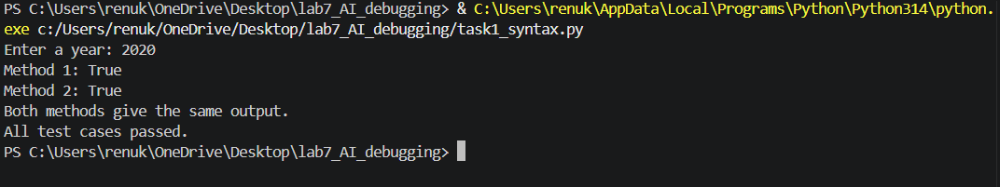 PS C:\Users\renuk\OneDrive\Desktop\lab7_AI_debugging> & C:\Users\renuk\AppData\Local\Programs\Python\Python314\python.
exe c:/Users/renuk/OneDrive/Desktop/lab7_AI_debugging/task1_syntax.py
Enter a year: 2020
Method 1: True
Method 2: True
Both methods give the same output.
All test cases passed.
PS C:\Users\renuk\OneDrive\Desktop\lab7_AI_debugging>